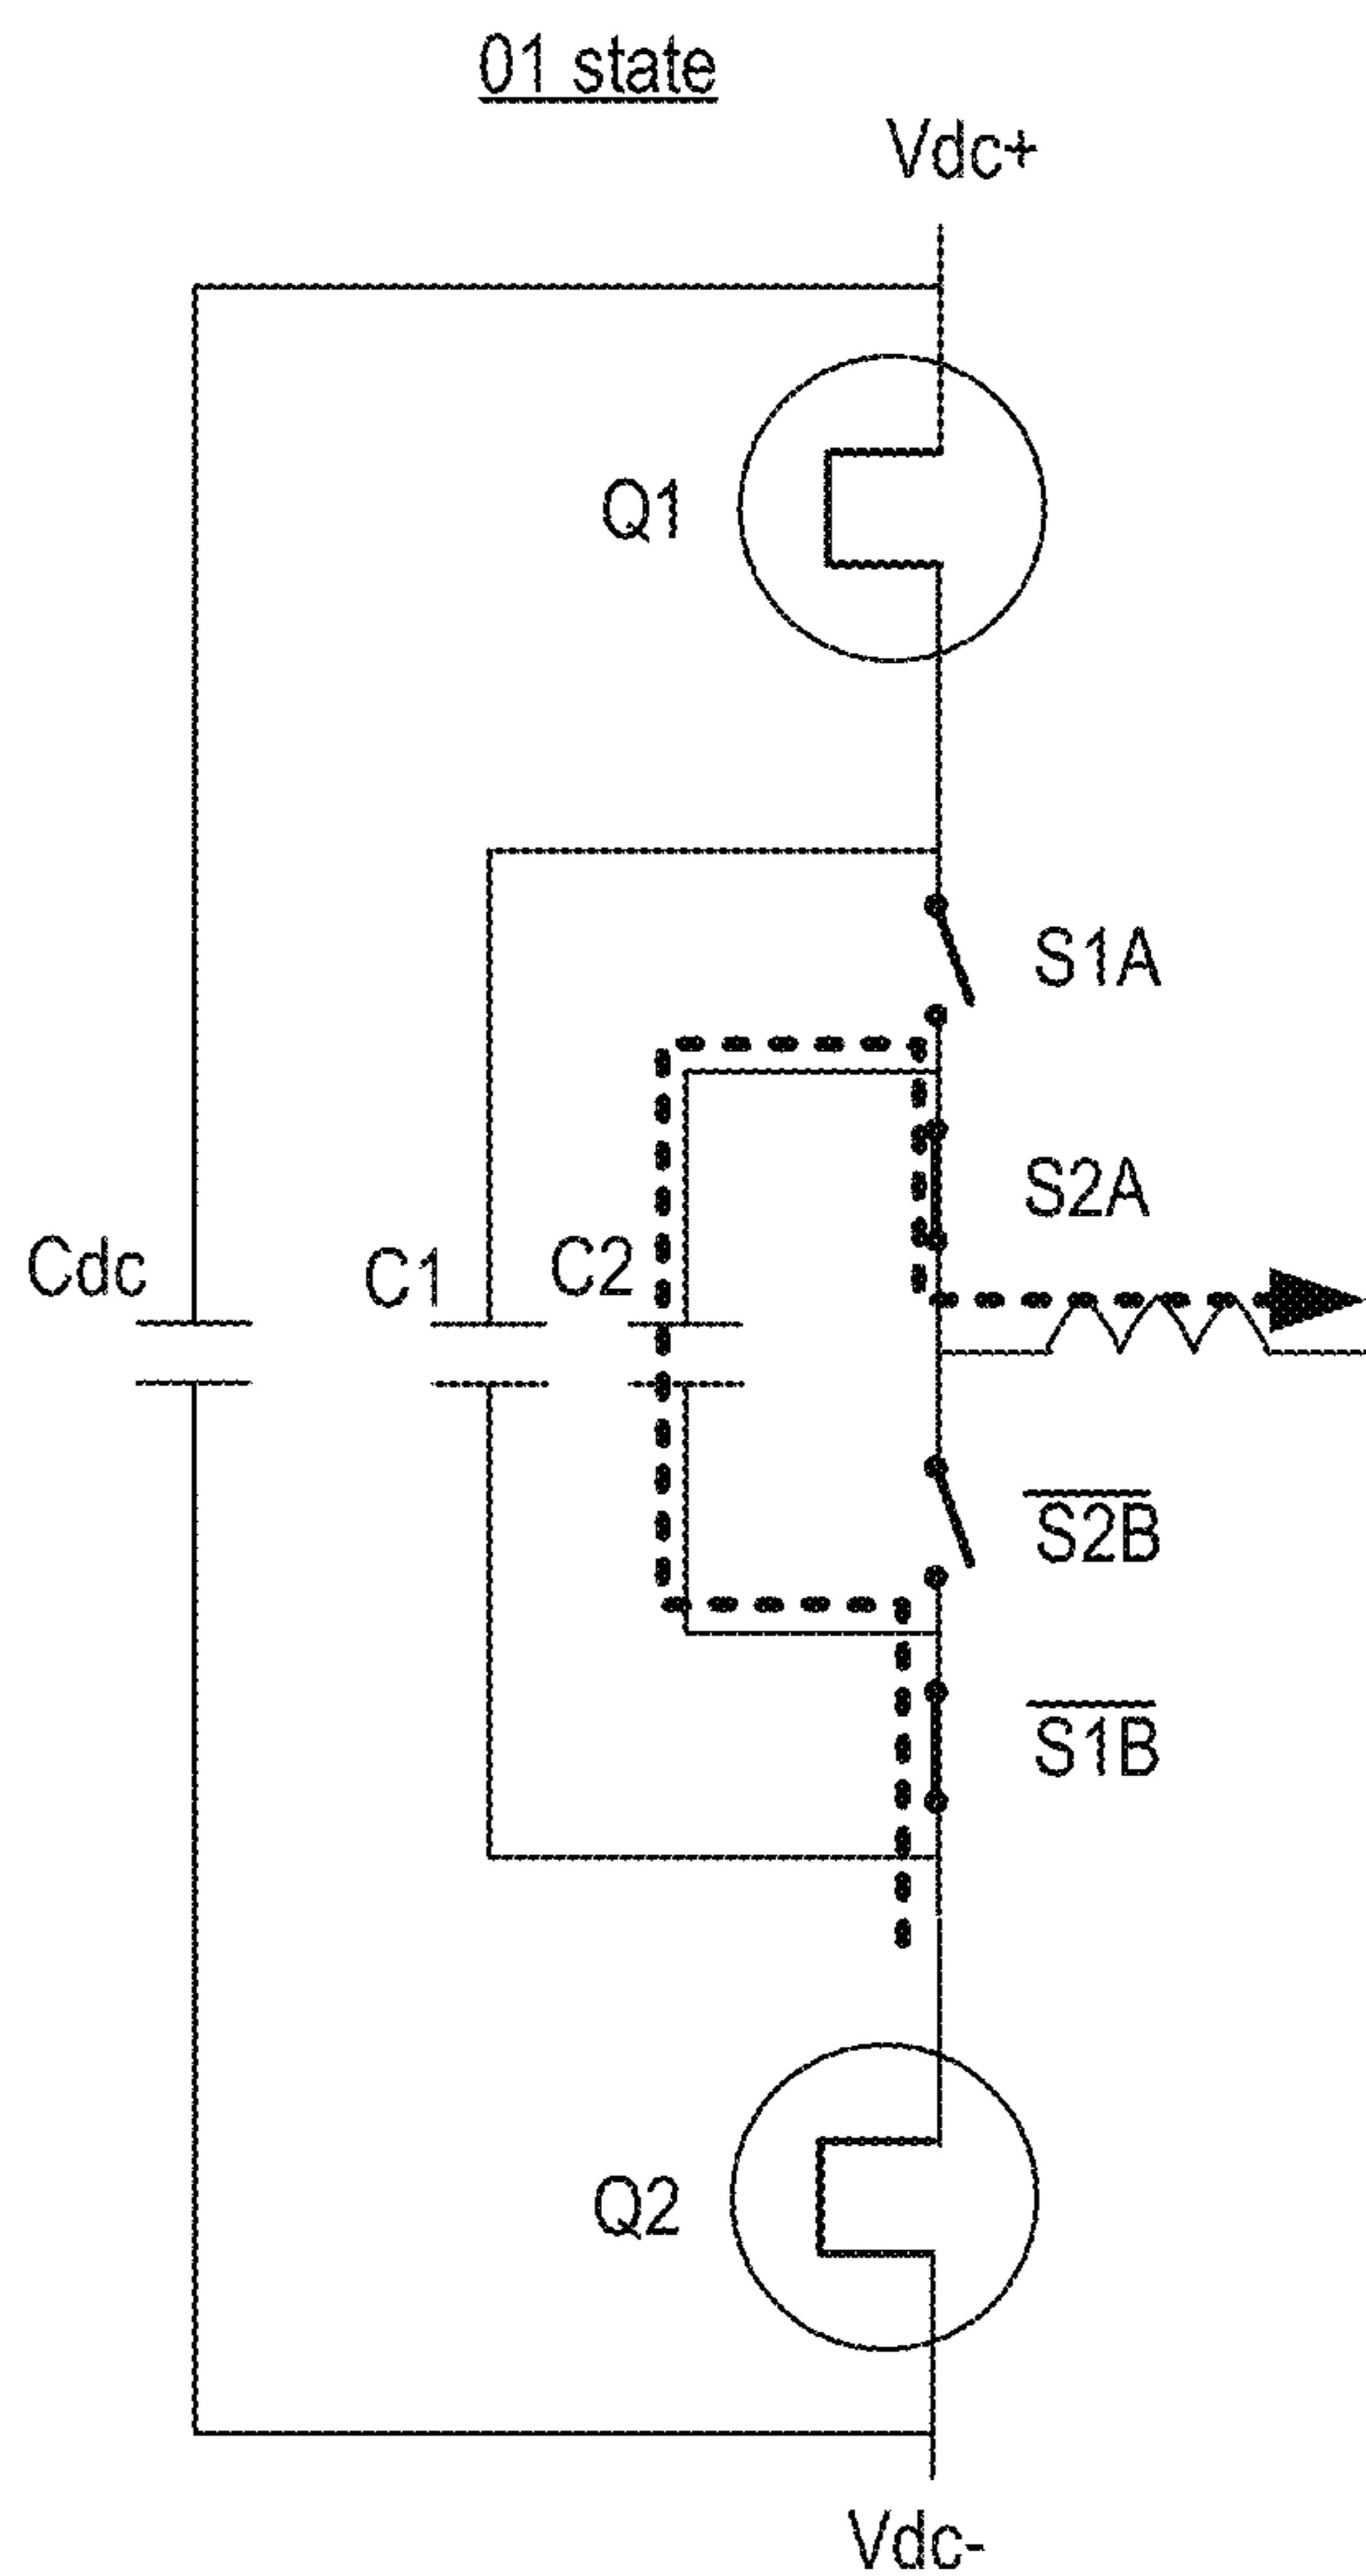 01 state
Vdc+
Q1
S1A
S2A
Cdc
C1
C2
S2B
S1B
Q2
Vdc-